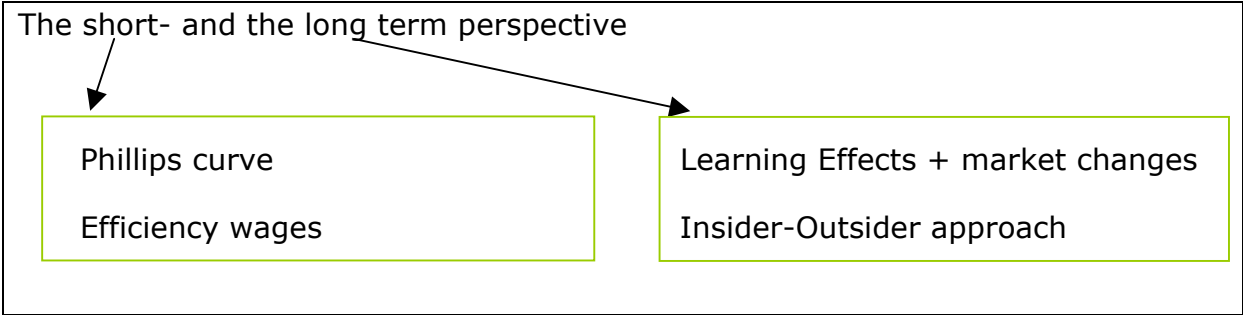 The short- and the long term perspective
Phillips curve
Efficiency wages
Learning Effects + market changes
Insider-Outsider approach